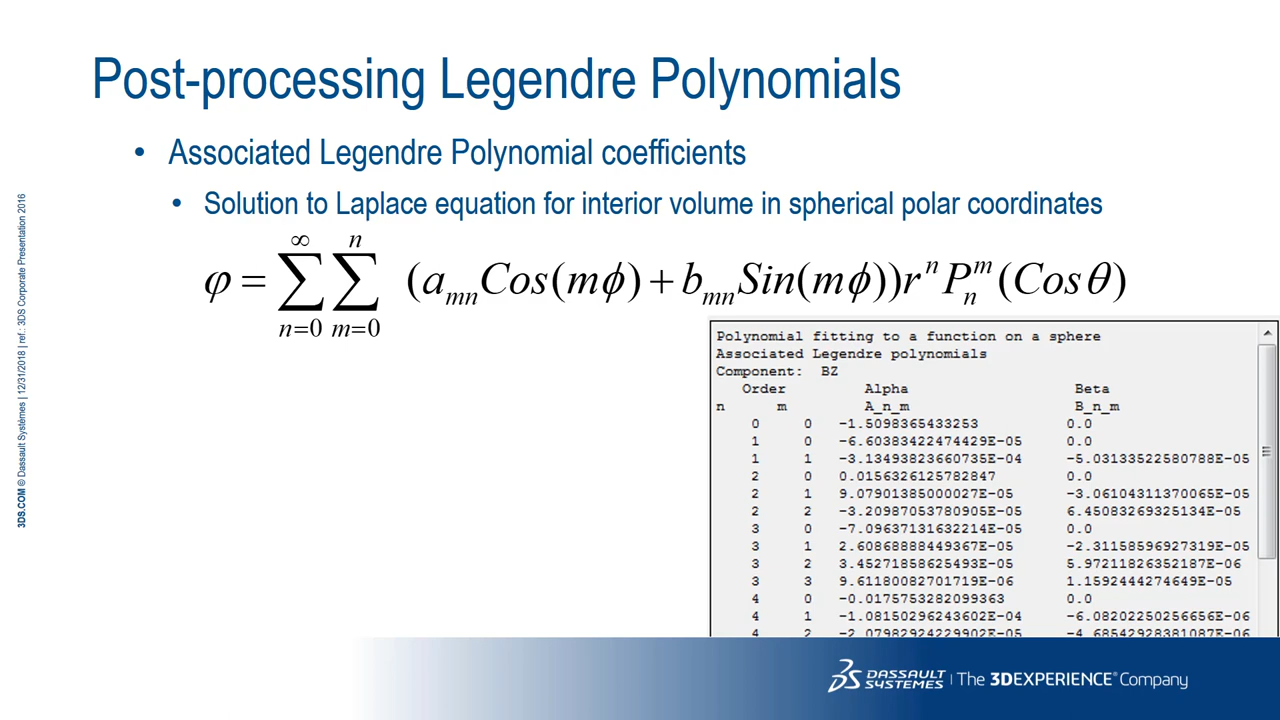 Post-processing Legendre Polynomials
• Associated Legendre Polynomial coefficients
• Solution to Laplace equation for interior volume in spherical polar coordinates
φ = ∑_{n=0}^{∞} ∑_{m=0}^{n} (a_{mn}Cos(mϕ) + b_{mn}Sin(mϕ))r^n P_n^m (Cosθ)
Polynomial fitting to a function on a sphere
Associated Legendre polynomials
Component: BZ
Order Alpha Beta
n m A_n_m B_n_m
0 0 -1.5098365433253 0.0
1 0 -6.60383422474429E-05 0.0
1 1 -3.13493823660735E-04 -5.03133522580788E-05
2 0 0.0156326125782847 0.0
2 1 9.07901385000027E-05 -3.06104311370065E-05
2 2 -3.20987053780905E-05 6.45083269325134E-05
3 0 -7.09637131632214E-05 0.0
3 1 2.60868888449367E-05 -2.31158596927319E-05
3 2 3.45271858625493E-05 5.97211826352187E-06
3 3 9.61180082701719E-06 1.1592444274649E-05
4 0 -0.0175753282099363 0.0
4 1 -1.08150296243602E-04 -6.08202250256656E-06
4 2 -2.07982924229902E-05 -4.68542928381087E-06
3DS.COM © Dassault Systèmes | 12/31/2018 | ref.: 3DS Corporate Presentation 2016
DASSAULT SYSTEMES | The 3DEXPERIENCE® Company